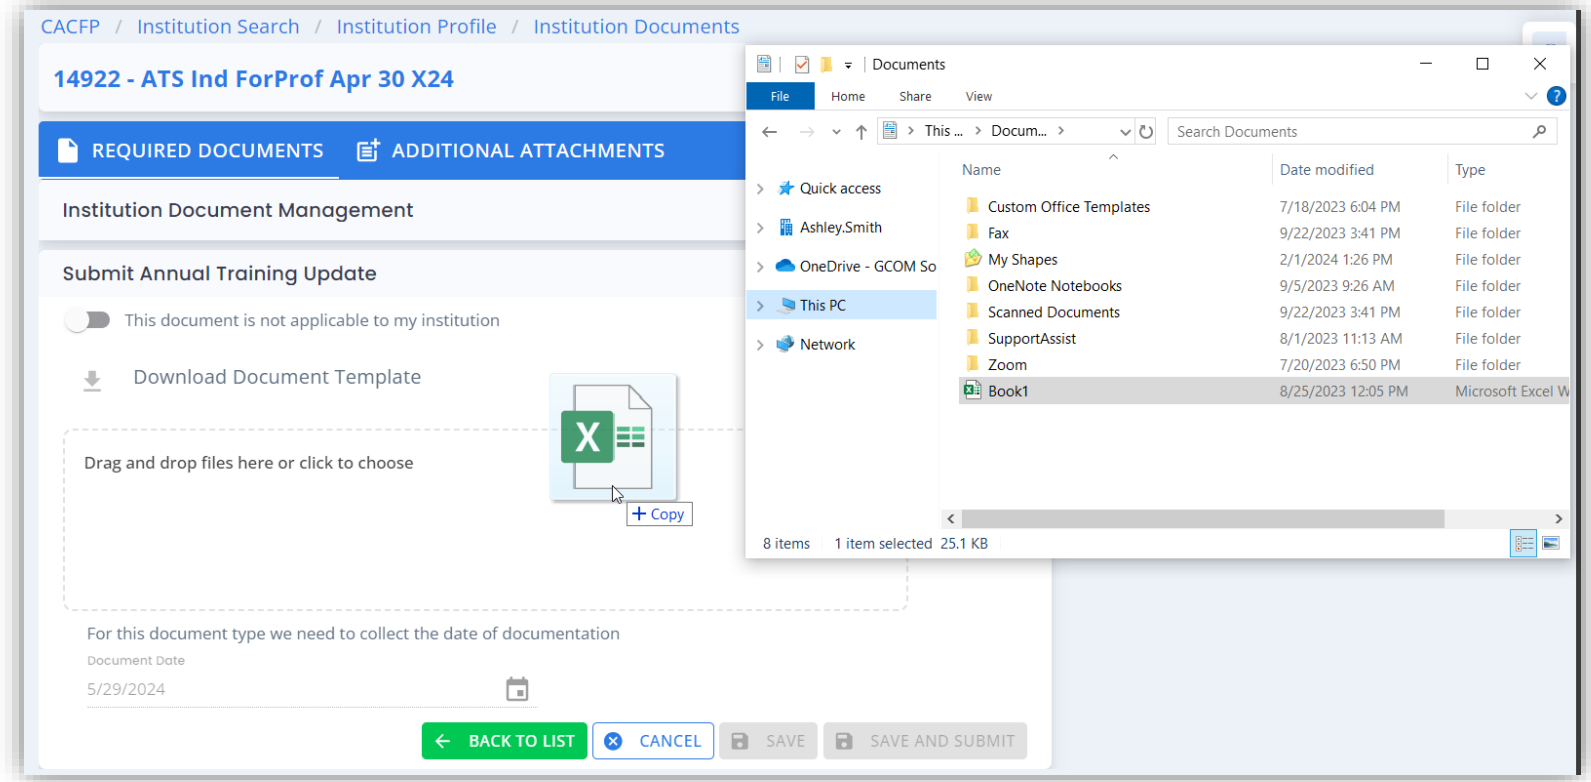 CACFP / Institution Search / Institution Profile / Institution Documents
14922 - ATS Ind ForProf Apr 30 X24
REQUIRED DOCUMENTS ADDITIONAL ATTACHMENTS
Institution Document Management
Submit Annual Training Update
This document is not applicable to my institution
Download Document Template
Drag and drop files here or click to choose
X
+ Copy
For this document type we need to collect the date of documentation
Document Date
5/29/2024
BACK TO LIST CANCEL SAVE SAVE AND SUBMIT
Documents
File Home Share View
?
This ... > Docum... >
Search Documents
Name Date modified Type
Quick access
Ashley.Smith
OneDrive - GCOM So
This PC
Network
Custom Office Templates 7/18/2023 6:04 PM File folder
Fax 9/22/2023 3:41 PM File folder
My Shapes 2/1/2024 1:26 PM File folder
OneNote Notebooks 9/5/2023 9:26 AM File folder
Scanned Documents 9/22/2023 3:41 PM File folder
SupportAssist 8/1/2023 11:13 AM File folder
Zoom 7/20/2023 6:50 PM File folder
Book1 8/25/2023 12:05 PM Microsoft Excel W
8 items 1 item selected 25.1 KB